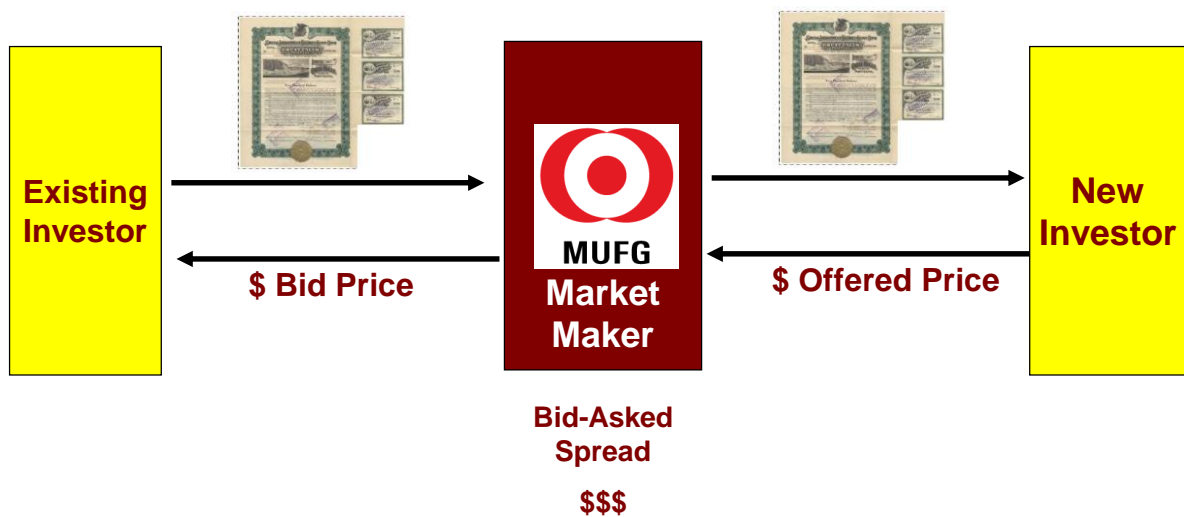 Existing
Investor
$ Bid Price
MUFG
Market
Maker
$ Offered Price
New
Investor
Bid-Asked
Spread
$$$